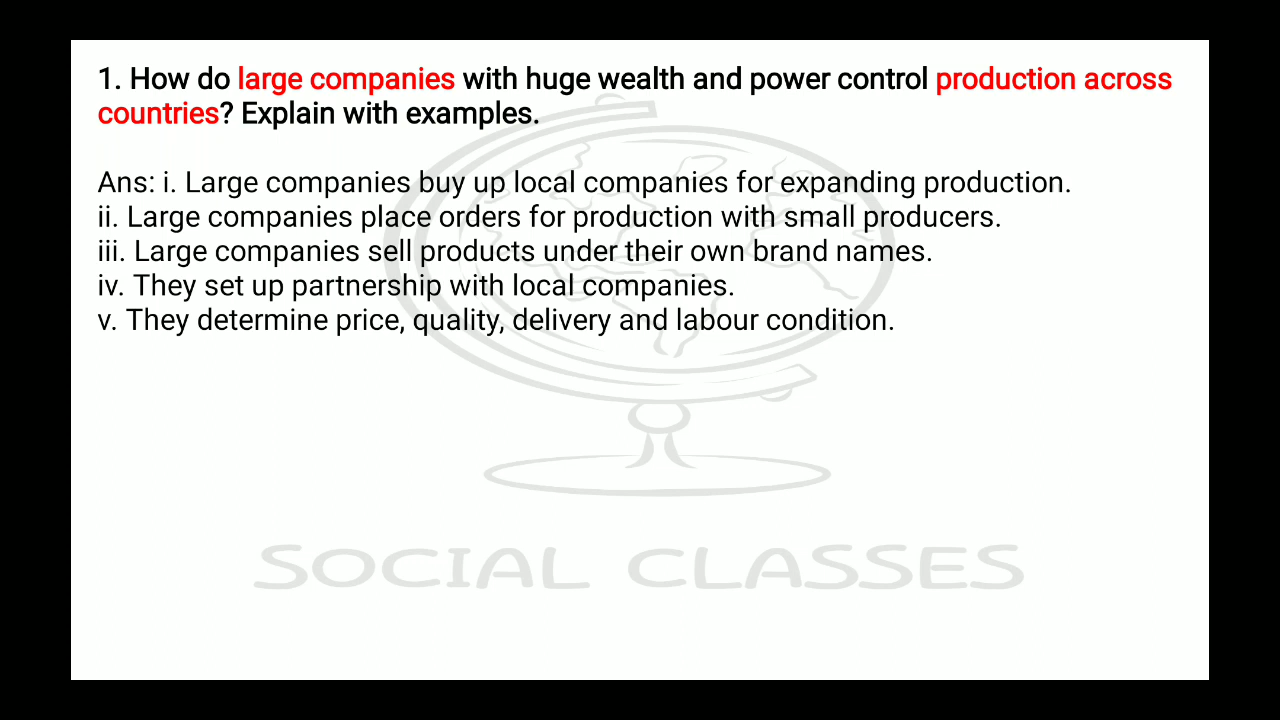 1. How do large companies with huge wealth and power control production across
countries? Explain with examples.
Ans: i. Large companies buy up local companies for expanding production.
ii. Large companies place orders for production with small producers.
iii. Large companies sell products under their own brand names.
iv. They set up partnership with local companies.
v. They determine price, quality, delivery and labour condition.
SOCIAL CLASSES